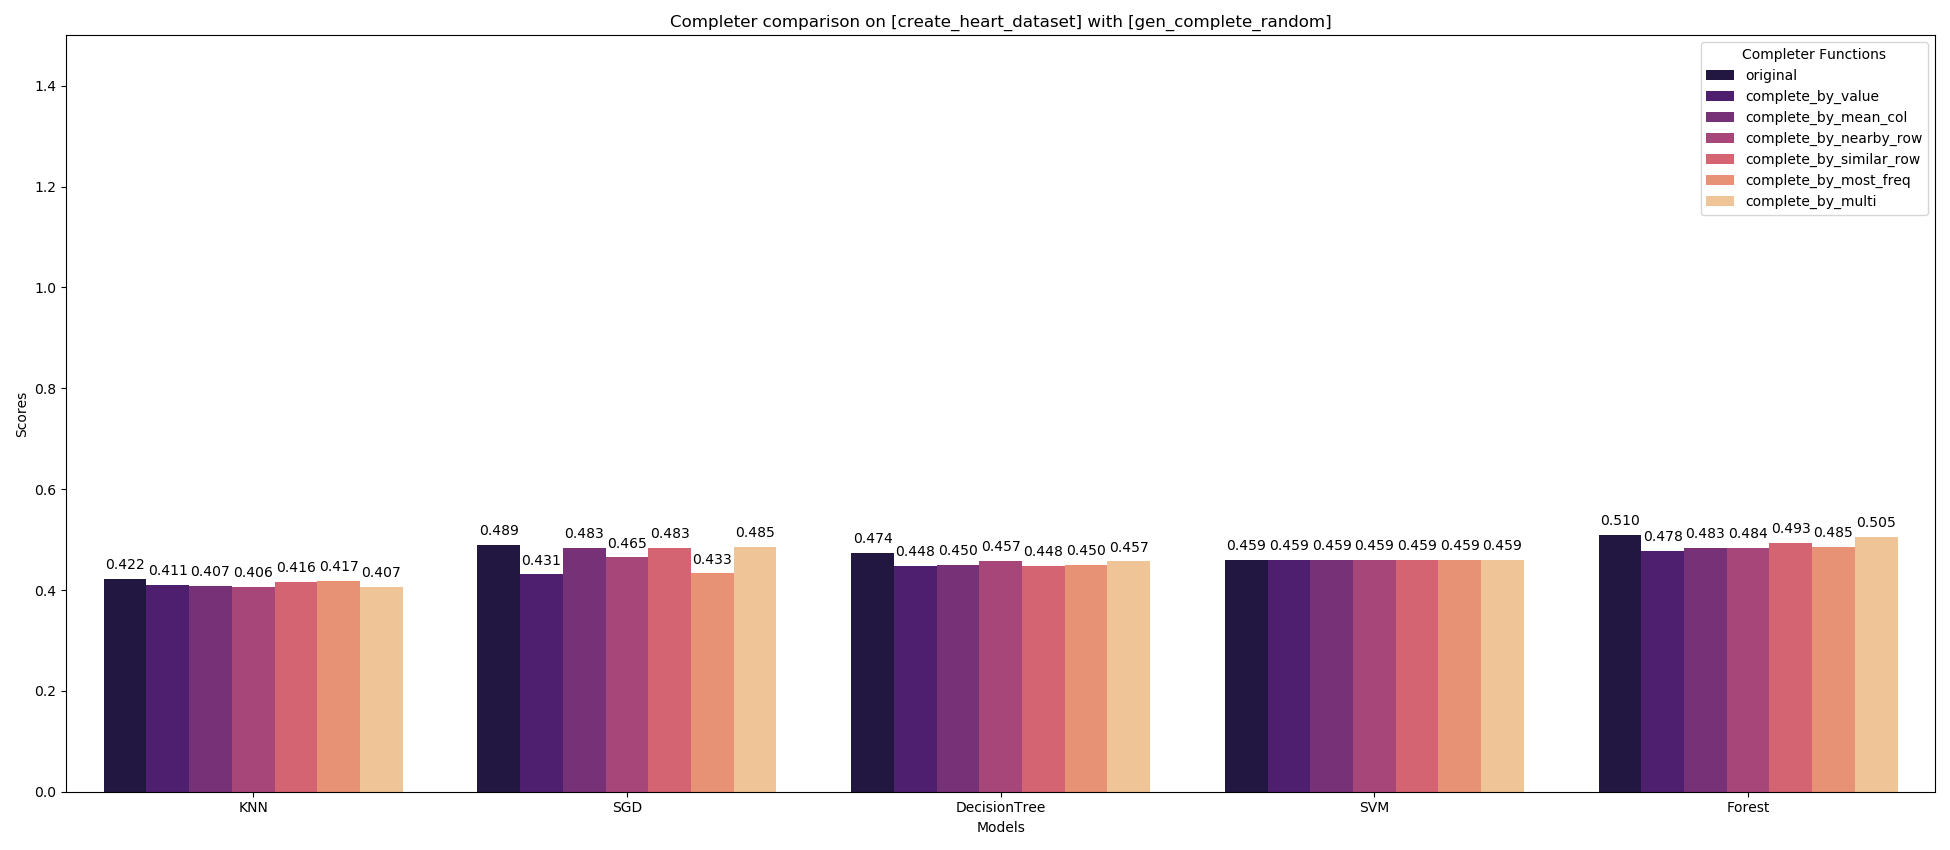 Completer comparison on [create_heart_dataset] with [gen_complete_random]
Completer Functions
original
complete_by_value
complete_by_mean_col
complete_by_nearby_row
complete_by_similar_row
complete_by_most_freq
complete_by_multi
Scores
1.4
1.2
1.0
0.8
0.6
0.4
0.2
0.0
0.422 0.411 0.407 0.406 0.416 0.417 0.407
0.489 0.431 0.483 0.465 0.483 0.433 0.485
0.474 0.448 0.450 0.457 0.448 0.450 0.457
0.459 0.459 0.459 0.459 0.459 0.459 0.459
0.510 0.478 0.483 0.484 0.493 0.485 0.505
KNN SGD DecisionTree SVM Forest
Models